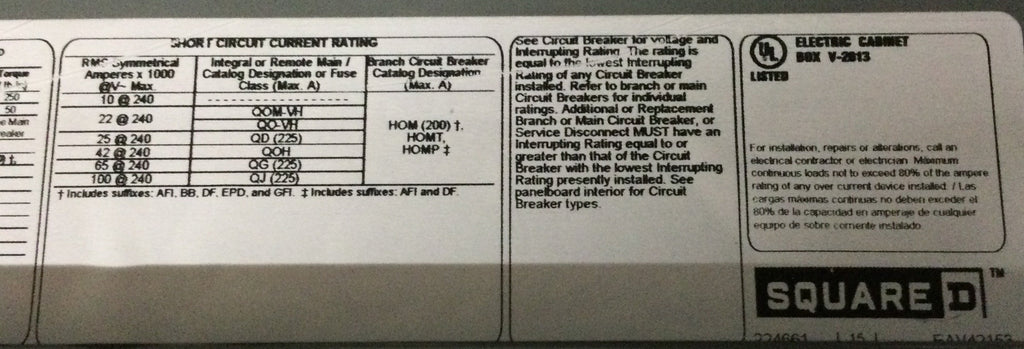 Torque
250
50
e Main
eaker
SHORT CIRCUIT CURRENT RATING
RMS Symmetrical
Amperes x 1000
@V~ Max.
Integral or Remote Main /
Catalog Designation or Fuse
Class (Max. A)
Branch Circuit Breaker
Catalog Designation
(Max. A)
10 @ 240
--------------------
22 @ 240
QOM-VH
QO-VH
25 @ 240
QD (225)
42 @ 240
QOH
65 @ 240
QG (225)
100 @ 240
QJ (225)
HOM (200) †,
HOMT,
HOMP ‡
† Includes suffixes: AFI, BB, DF, EPD, and GFI. ‡ Includes suffixes: AFI and DF.
See Circuit Breaker for voltage and
Interrupting Rating. The rating is
equal to the lowest Interrupting
Rating of any Circuit Breaker
installed. Refer to branch or main
Circuit Breakers for individual
ratings. Additional or Replacement
Branch or Main Circuit Breaker, or
Service Disconnect MUST have an
Interrupting Rating equal to or
greater than that of the Circuit
Breaker with the lowest Interrupting
Rating presently installed. See
panelboard interior for Circuit
Breaker types.
UL
LISTED
ELECTRIC CABINET
BOX V-2013
For installation, repairs or alterations, call an
electrical contractor or electrician. Maximum
continuous loads not to exceed 80% of the ampere
rating of any over current device installed. / Las
cargas máximas continuas no deben exceder el
80% de la capacidad en amperaje de cualquier
equipo de sobre corriente instalado.
SQUARE D ™